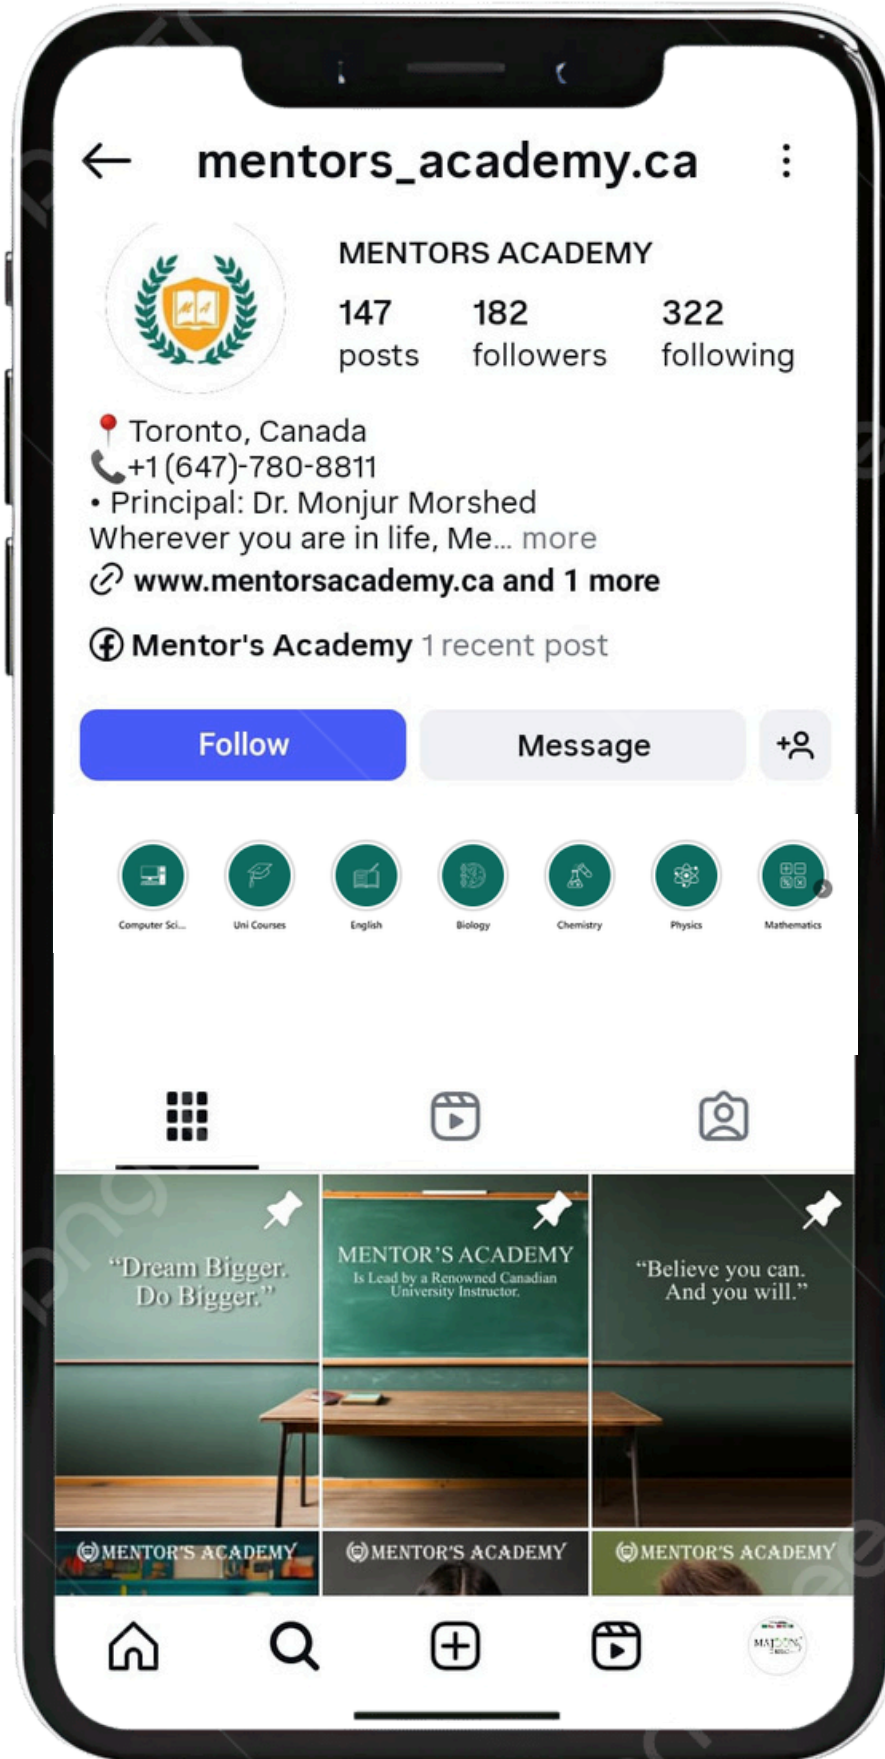 mentors_academy.ca
M A
MENTORS ACADEMY
147 182 322
posts followers following
Toronto, Canada
+1 (647)-780-8811
• Principal: Dr. Monjur Morshed
Wherever you are in life, Me... more
www.mentorsacademy.ca and 1 more
Mentor's Academy 1 recent post
Follow Message
Computer Sci... Uni Courses English Biology Chemistry Physics Mathematics
“Dream Bigger.
Do Bigger.”
MENTOR’S ACADEMY
Is Lead by a Renowned Canadian
University Instructor.
“Believe you can.
And you will.”
MENTOR'S ACADEMY MENTOR'S ACADEMY MENTOR'S ACADEMY